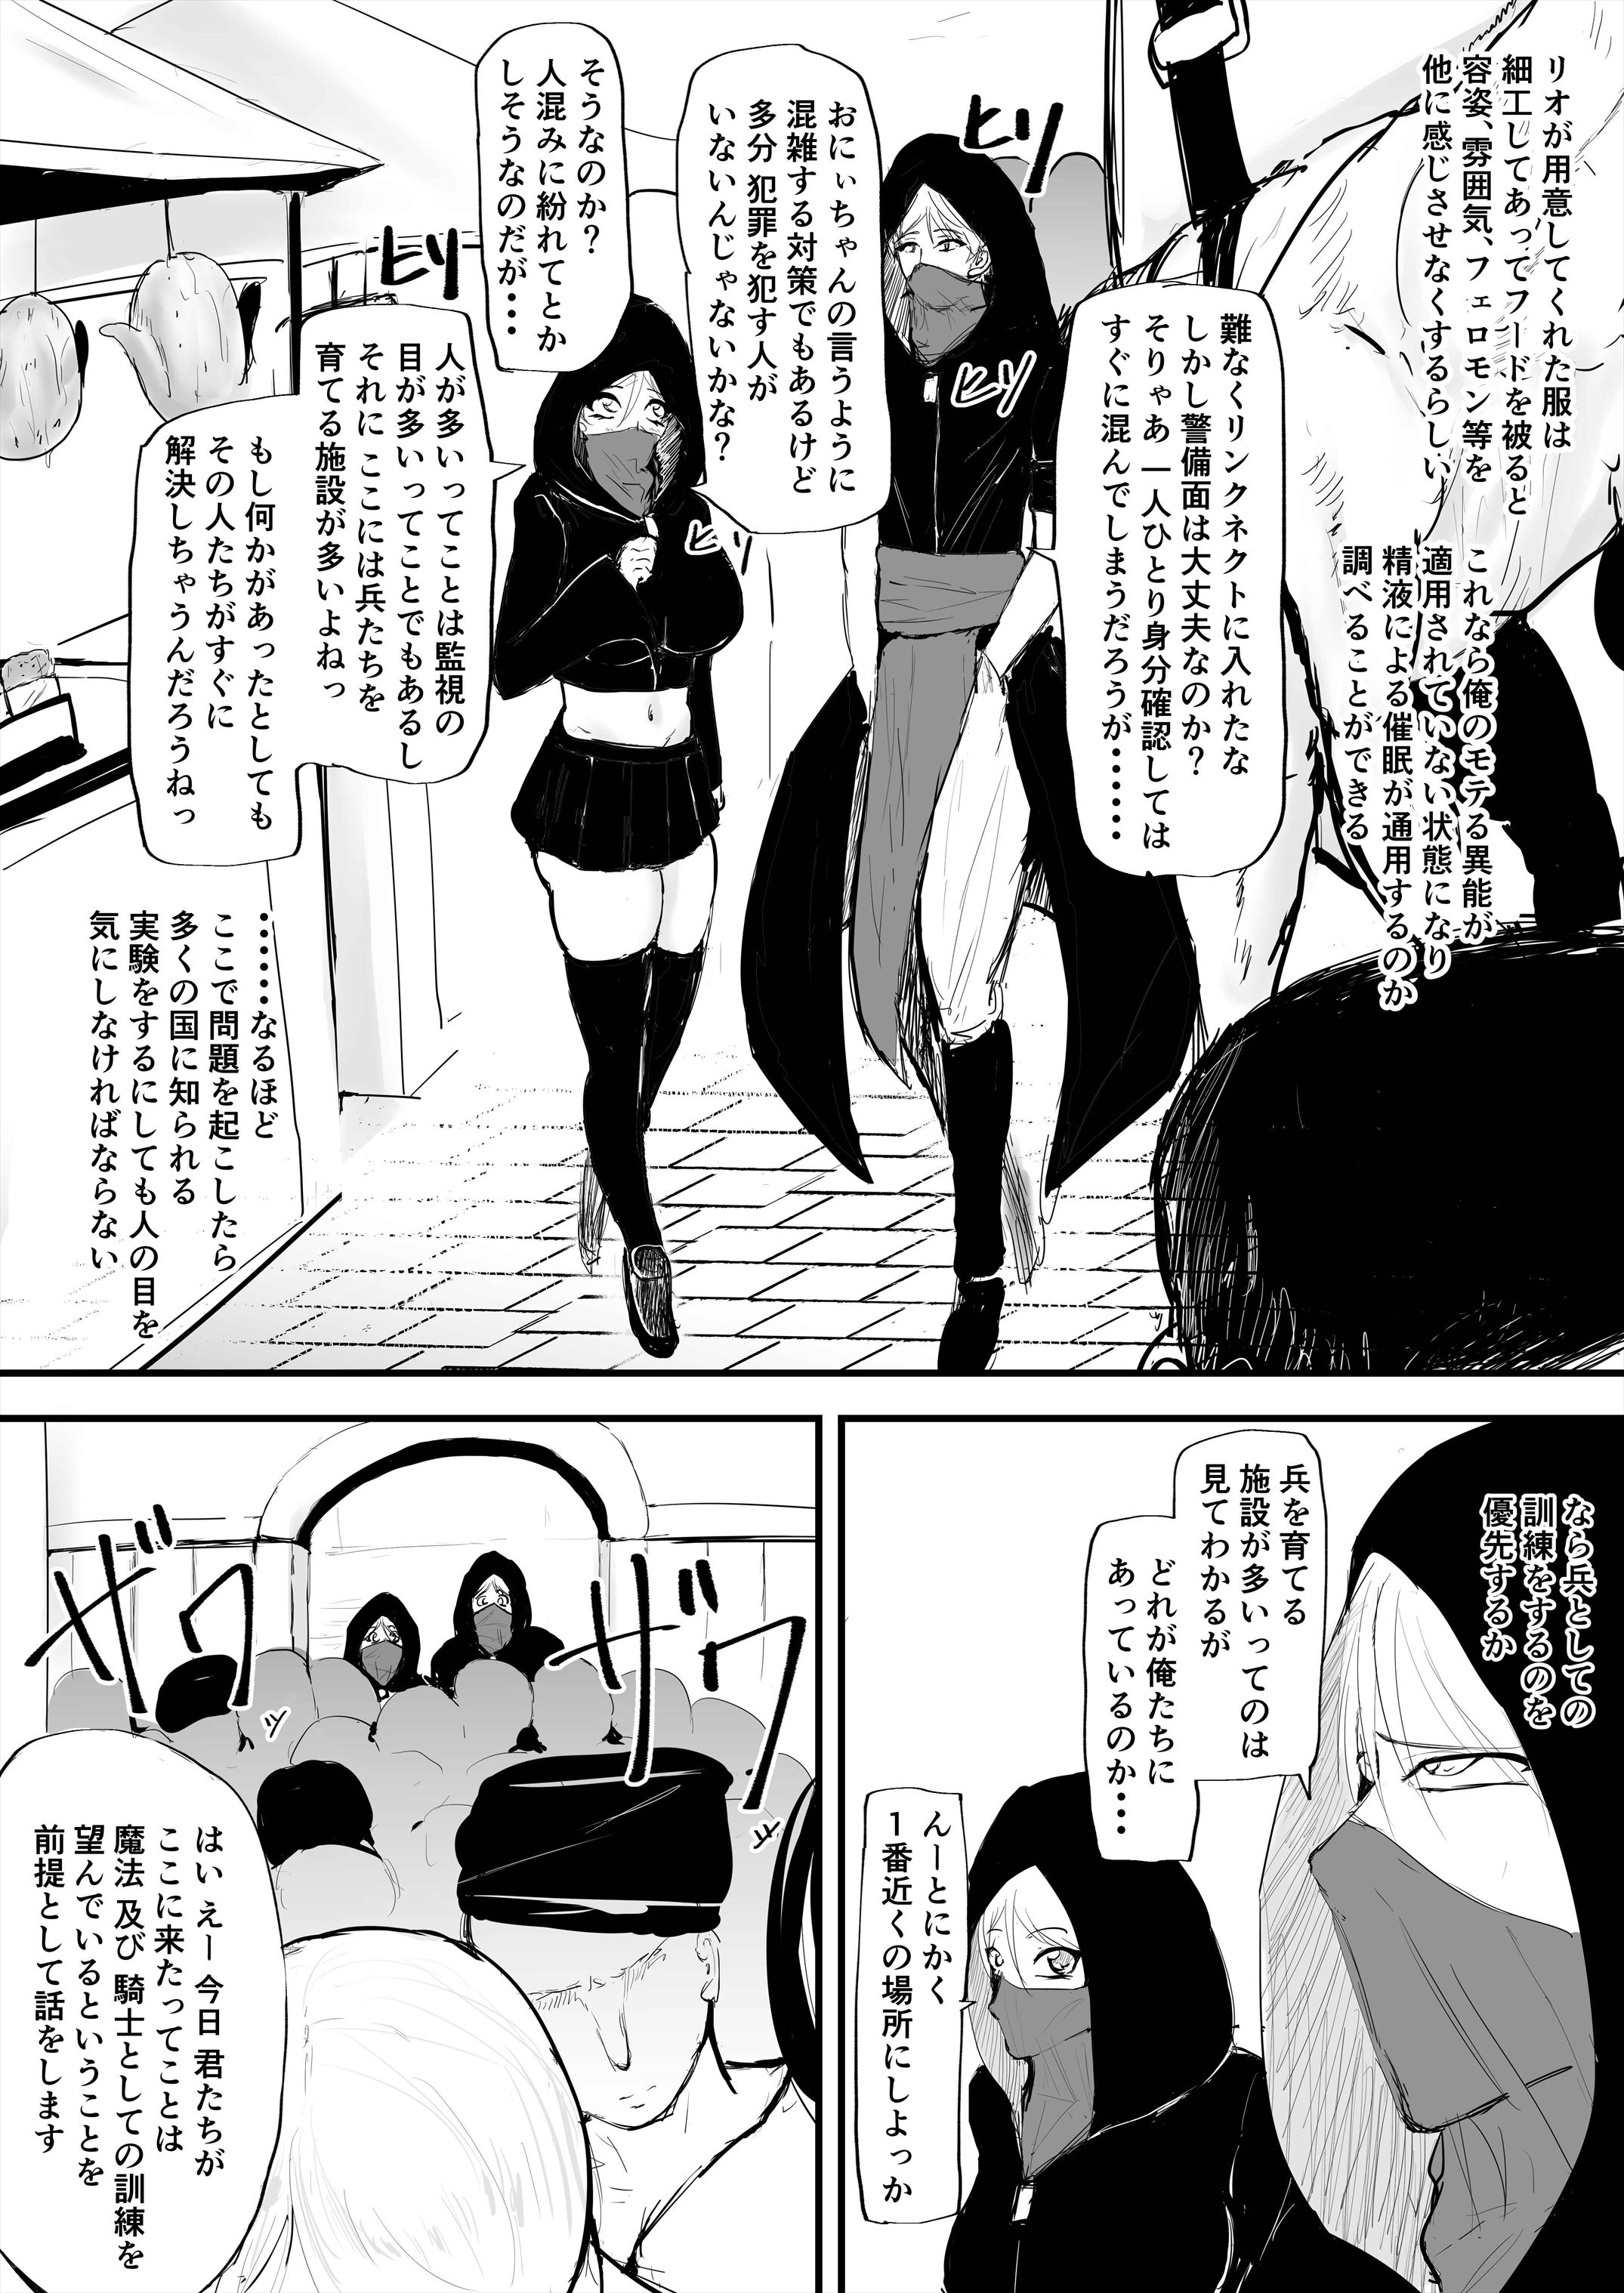 リオが用意してくれた服は
細工してあってフードを被ると
容姿、雰囲気、フェロモン等を
他に感じさせなくするらしい
これなら俺のモテる異能が
適用されていない状態になり
精液による催眠が通用するのか
調べることができる
難なくリンクネクトに入れたな
しかし警備面は大丈夫なのか？
そりゃあ一人ひとり身分確認しては
すぐに混んでしまうだろうが・・・・・・
ヒソ
ヒソ
おにぃちゃんの言うように
混雑する対策でもあるけど
多分 犯罪を犯す人が
いないんじゃないかな？
そうなのか？
人混みに紛れてとか
しそうなのだが・・・・
ヒソ
ヒソ
人が多いってことは監視の
目が多いってことでもあるし
それに ここには兵たちを
育てる施設が多いよねっ
もし何かがあったとしても
その人たちがすぐに
解決しちゃうんだろうねっ
・・・・・・なるほど
ここで問題を起こしたら
多くの国に知られる
実験をするにしても人の目を
気にしなければならない
なら兵としての
訓練をするのを
優先するか
兵を育てる
施設が多いってのは
見てわかるが
どれが俺たちに
あっているのか・・・
んーとにかく
１番近くの場所にしよっか
ザワ
ザワ
はい えー 今日 君たちが
ここに来たってことは
魔法 及び 騎士としての訓練を
望んでいるということを
前提として話をします